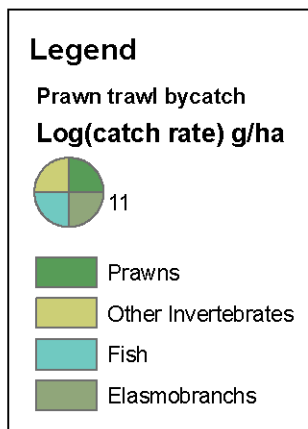 Legend
Prawn trawl bycatch
Log(catch rate) g/ha
11
Prawns
Other Invertebrates
Fish
Elasmobranchs